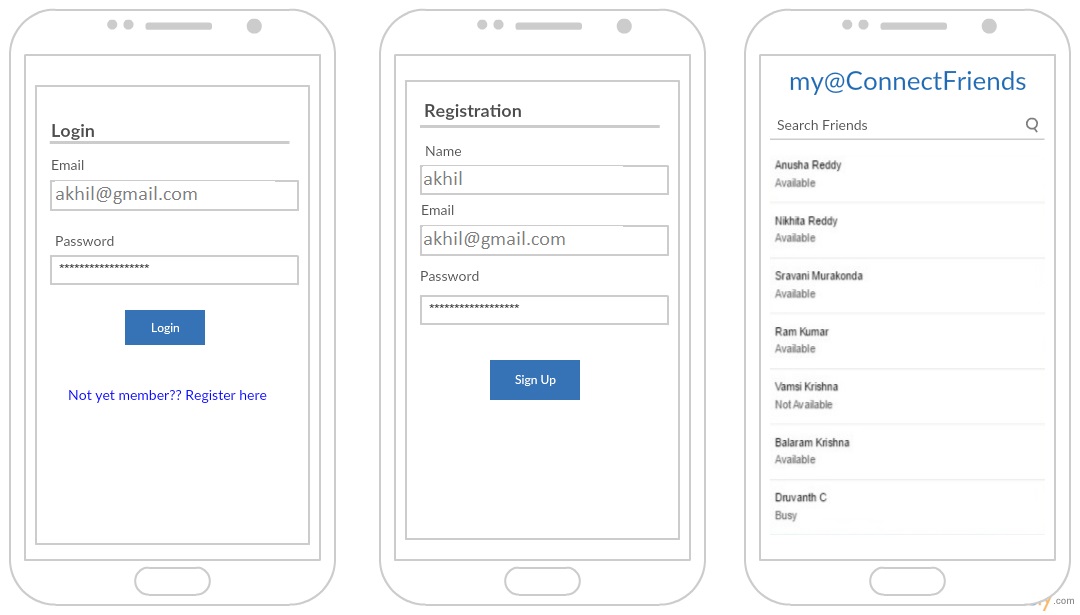 Login
Email
akhil@gmail.com
Password
******************
Login
Not yet member?? Register here
Registration
Name
akhil
Email
akhil@gmail.com
Password
******************
Sign Up
my@ConnectFriends
Search Friends
Anusha Reddy
Available
Nikhita Reddy
Available
Sravani Murakonda
Available
Ram Kumar
Available
Vamsi Krishna
Not Available
Balaram Krishna
Available
Druvanth C
Busy
.com